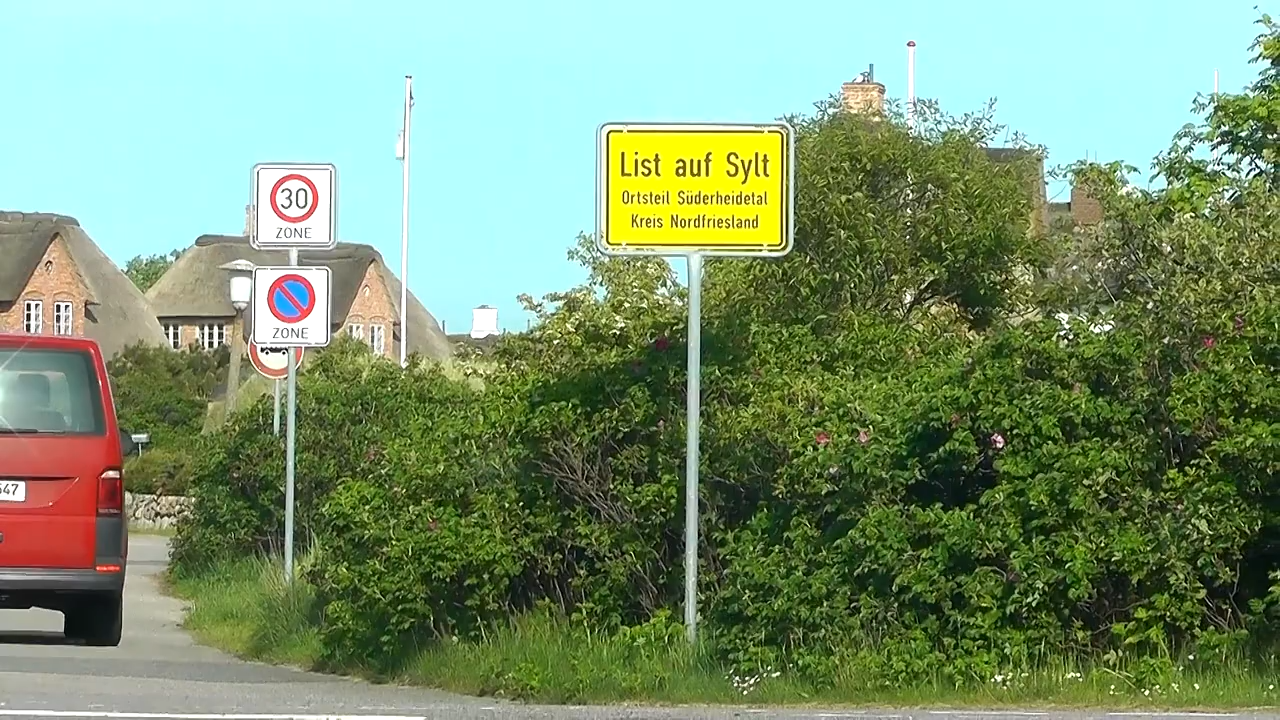 30
ZONE
ZONE
List auf Sylt
Ortsteil Süderheidetal
Kreis Nordfriesland